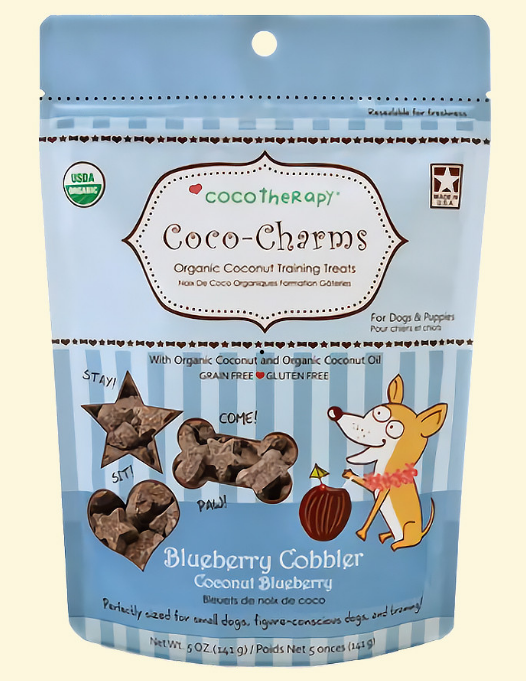 Resealable for freshness
USDA
ORGANIC
MADE IN
U.S.A
COCOTHERAPY®
Coco-Charms
Organic Coconut Training Treats
Noix De Coco Organiques Formation Gâteries
For Dogs & Puppies
Pour chiens et chiots
With Organic Coconut and Organic Coconut Oil
GRAIN FREE ❤ GLUTEN FREE
STAY!
COME!
SIT!
PAW!
Blueberry Cobbler
Coconut Blueberry
Bleuets de noix de coco
Perfectly sized for small dogs, figure-conscious dogs, and training!
Net Wt. 5 OZ.(141 g) / Poids Net 5 onces (141 g)